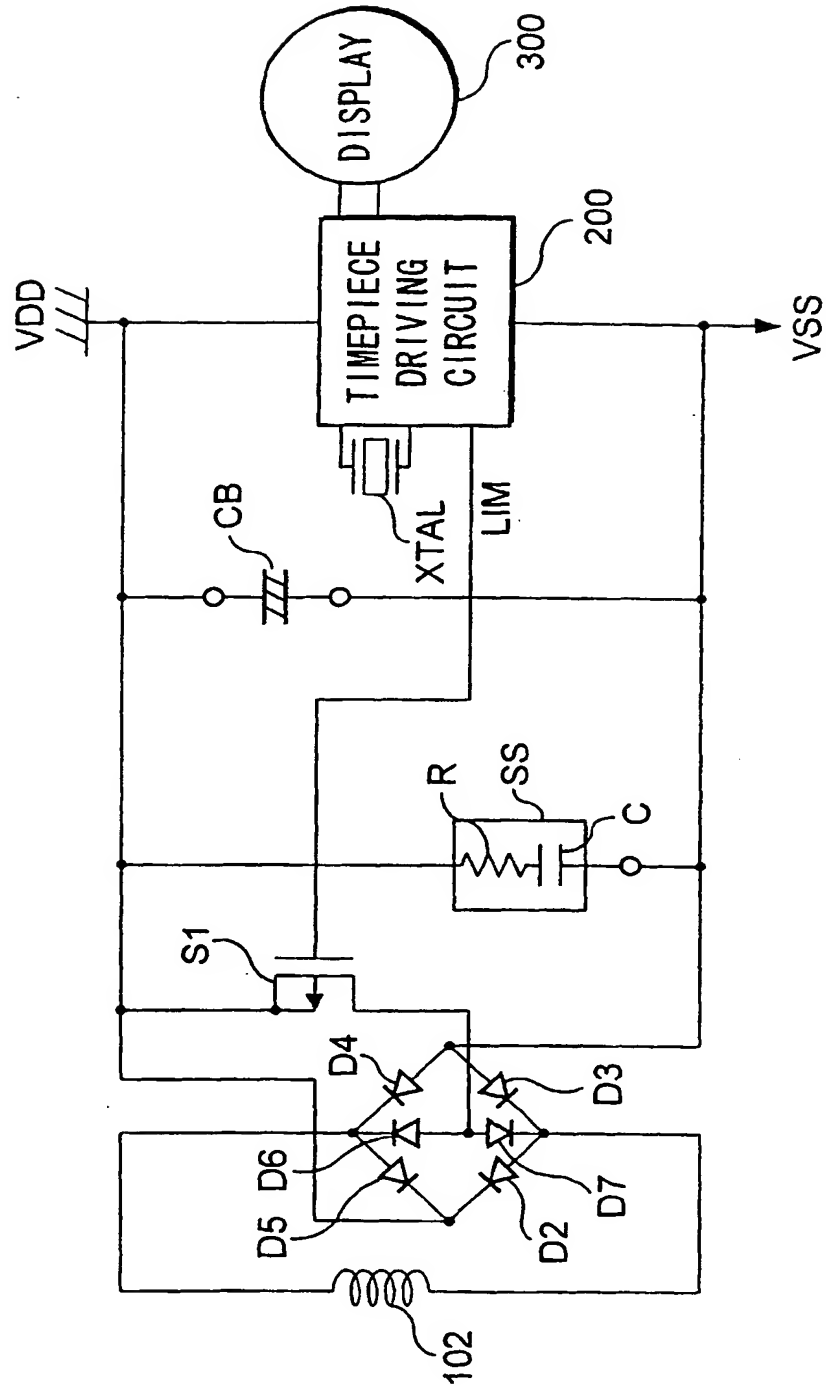 VDD
DISPLAY
300
TIMEPIECE
DRIVING
CIRCUIT
200
VSS
CB
XTAL
LIM
R
SS
C
S1
D4
D3
D6
D7
D5
D2
102